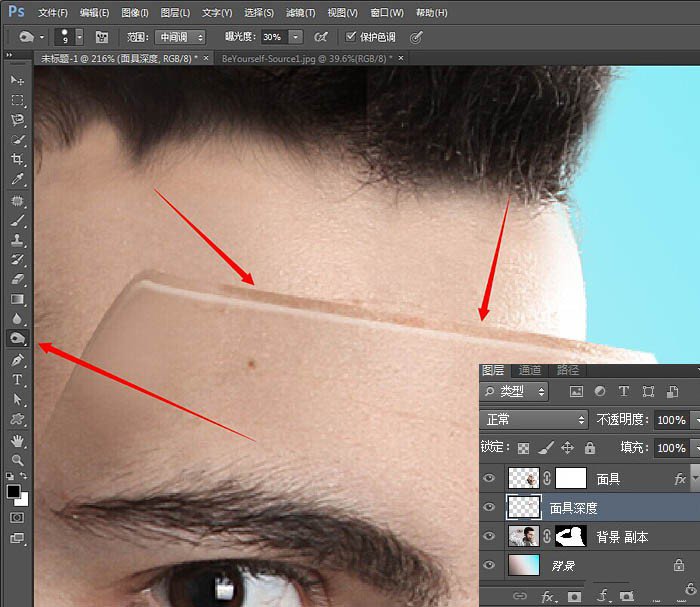 Ps 文件(F) 编辑(E) 图像(I) 图层(L) 文字(Y) 选择(S) 滤镜(T) 视图(V) 窗口(W) 帮助(H)
9 范围: 中间调 曝光度: 30% 保护色调
未标题-1 @ 216% (面具深度, RGB/8) * × BeYourself-Source1.jpg @ 39.6%(RGB/8) * ×
图层 通道 路径
类型
正常 不透明度: 100%
锁定: 填充: 100%
面具 fx
面具深度
背景 副本
背景
fx